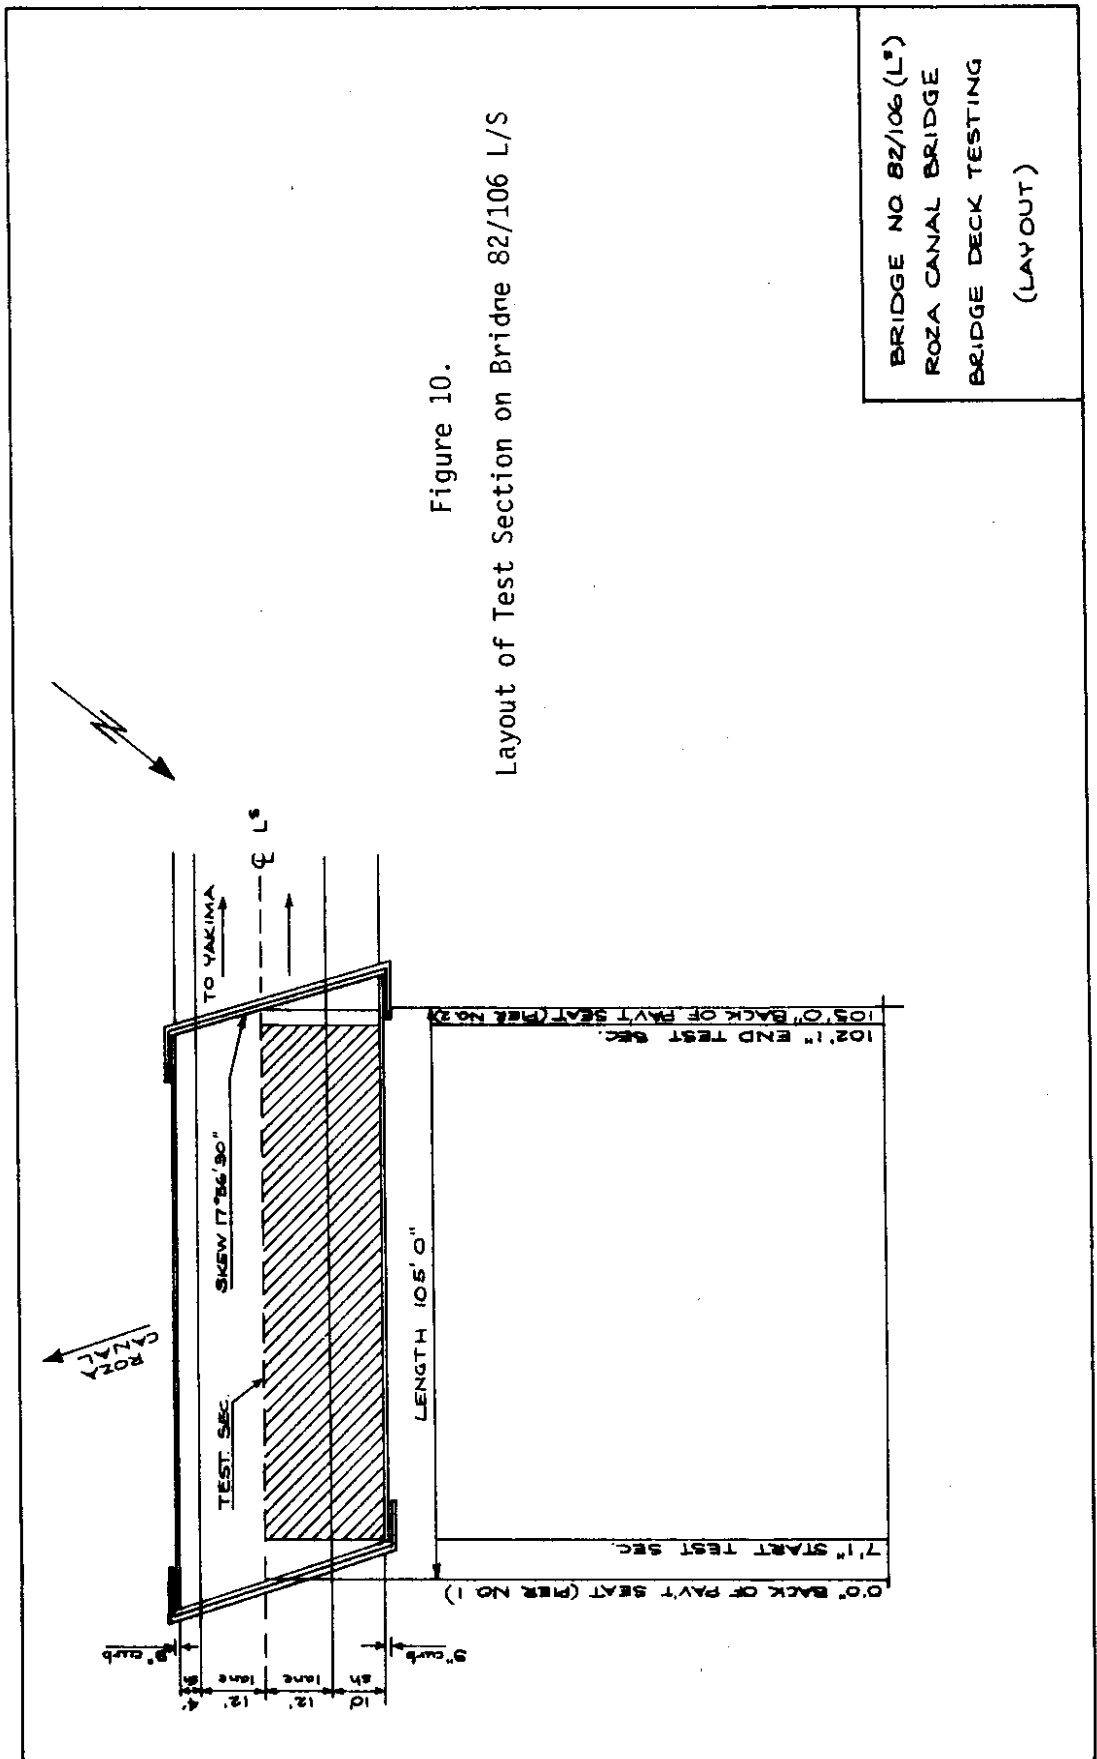 9" curb
4'
sh
12'
lane
12'
lane
10'
sh
9" curb
ROZA
CANAL
TEST SEC.
SKEW 17°56'30"
TO YAKIMA
℄ Lˢ
N
LENGTH 105'0"
0'0" BACK OF PAV'T SEAT (PIER NO. 1)
7'1" START TEST SEC.
102'1" END TEST SEC.
105'0" BACK OF PAV'T SEAT (PIER NO. 2)
Figure 10.
Layout of Test Section on Bridge 82/106 L/S
BRIDGE NO. 82/106 (Lˢ)
ROZA CANAL BRIDGE
BRIDGE DECK TESTING
(LAYOUT)